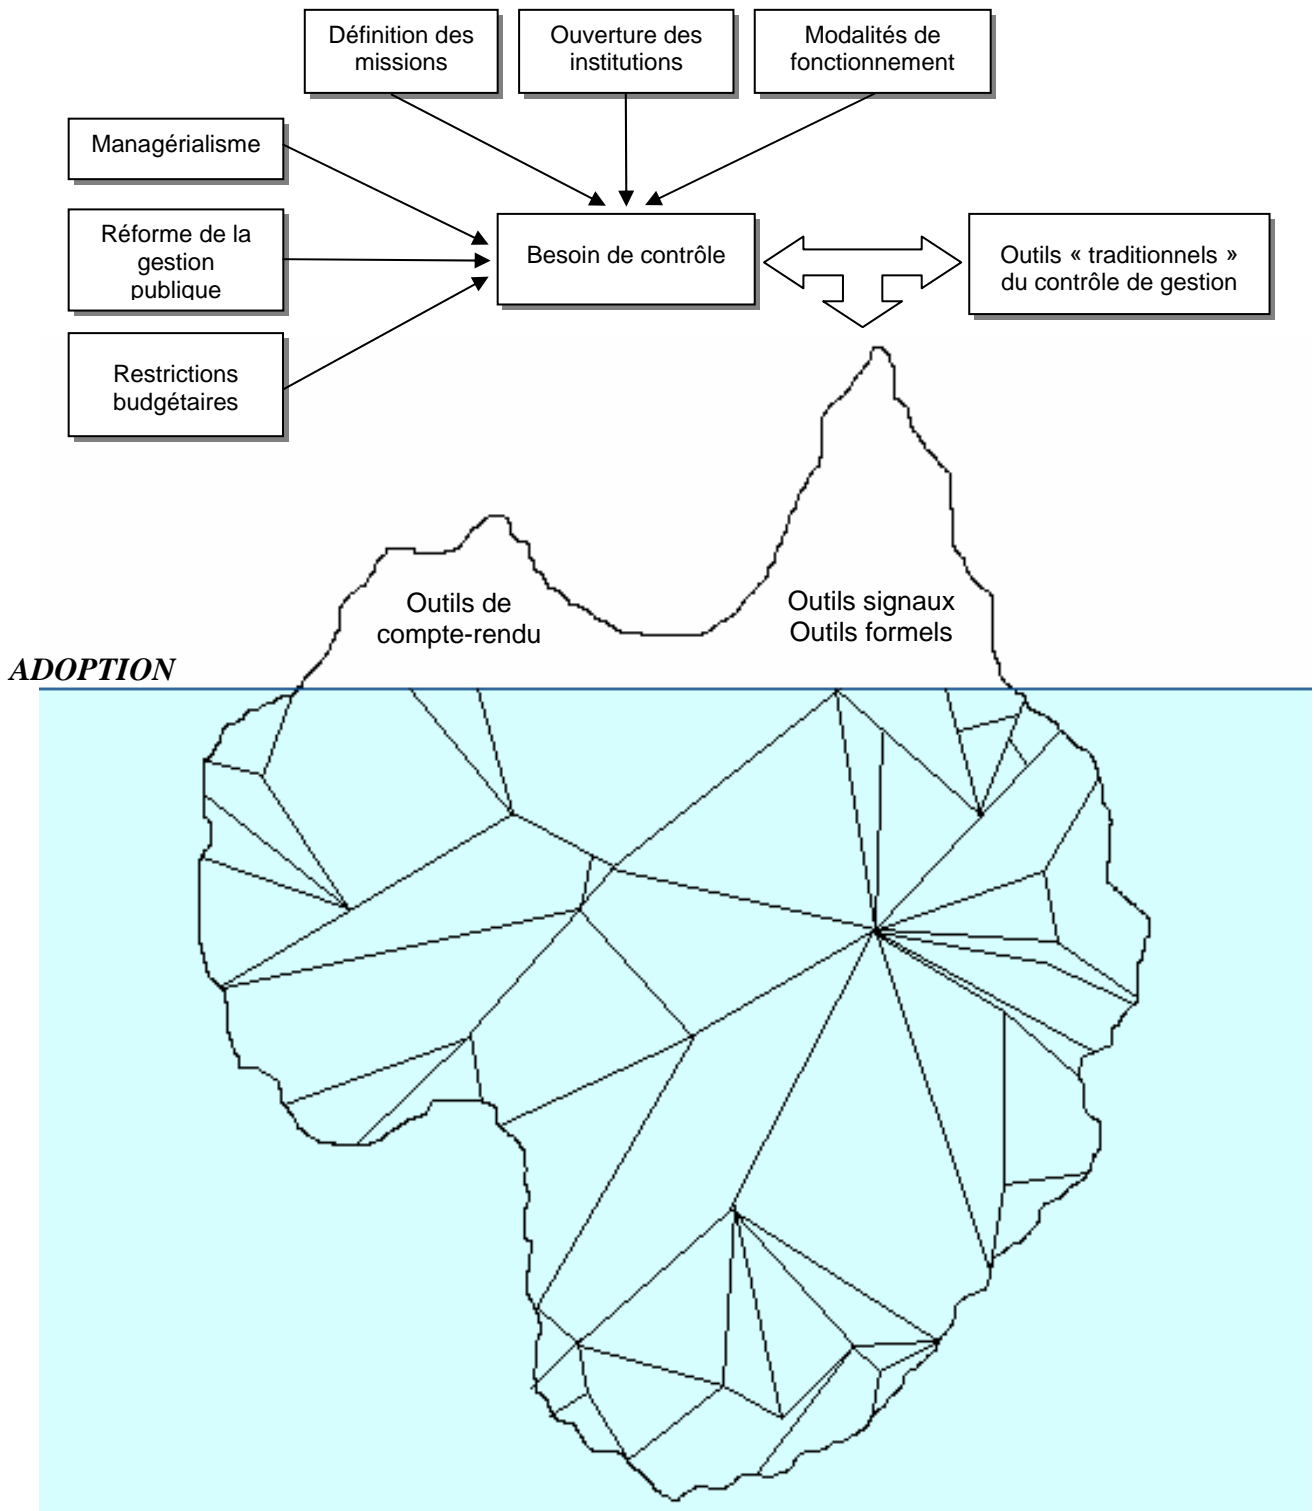 Définition des
missions
Ouverture des
institutions
Modalités de
fonctionnement
Managérialisme
Réforme de la
gestion
publique
Restrictions
budgétaires
Besoin de contrôle
Outils « traditionnels »
du contrôle de gestion
Outils de
compte-rendu
Outils signaux
Outils formels
ADOPTION